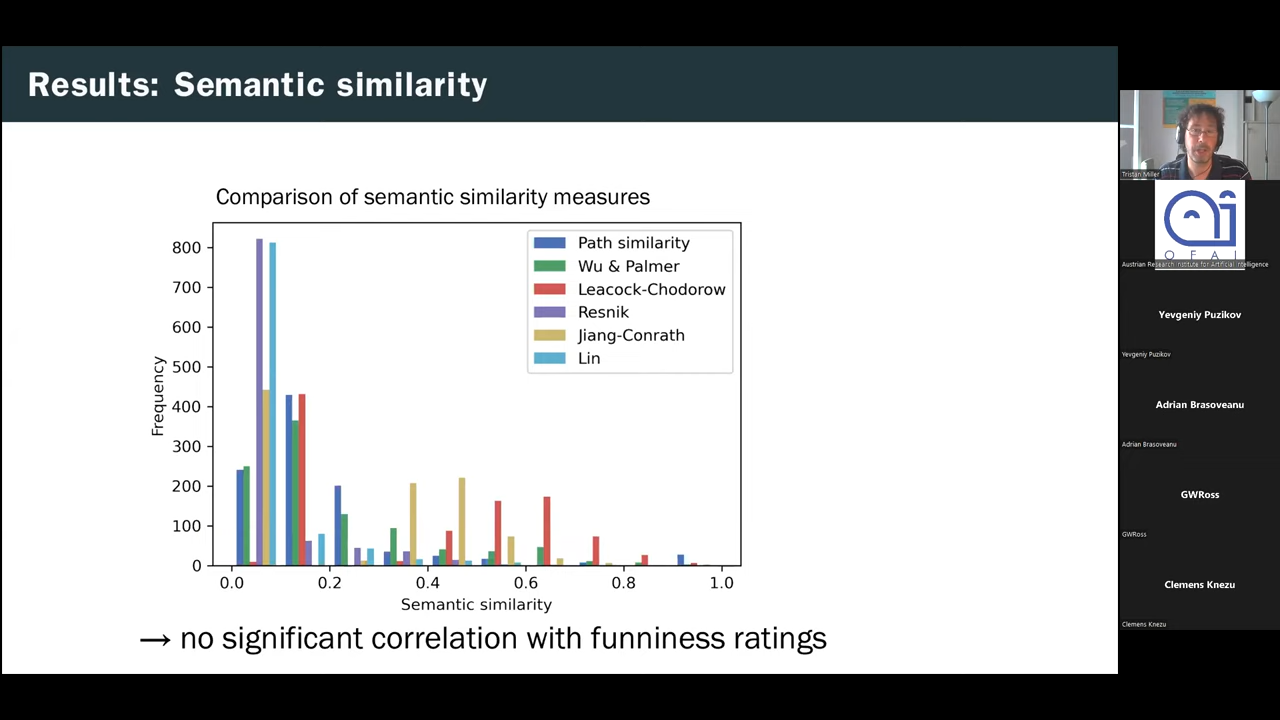 Results: Semantic similarity
Comparison of semantic similarity measures
Path similarity
Wu & Palmer
Leacock-Chodorow
Resnik
Jiang-Conrath
Lin
Frequency
800
700
600
500
400
300
200
100
0
0.0 0.2 0.4 0.6 0.8 1.0
Semantic similarity
→ no significant correlation with funniness ratings
Tristan Miller
OFAI
Austrian Research Institute for Artificial Intelligence
Yevgeniy Puzikov
Yevgeniy Puzikov
Adrian Brasoveanu
Adrian Brasoveanu
GWRoss
GWRoss
Clemens Knezu
Clemens Knezu